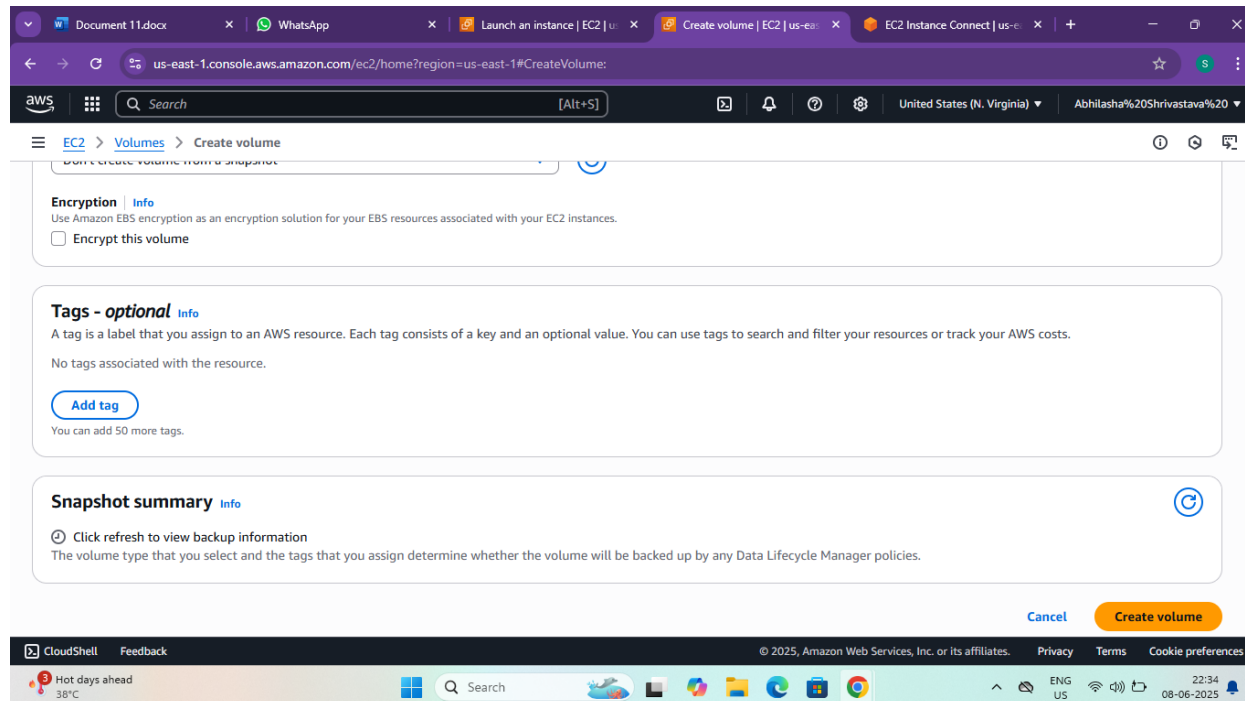 Document 11.docx
WhatsApp
Launch an instance | EC2 | u
Create volume | EC2 | us-eas
EC2 Instance Connect | us-e
us-east-1.console.aws.amazon.com/ec2/home?region=us-east-1#CreateVolume:
S
aws
Search
[Alt+S]
United States (N. Virginia)
Abhilasha%20Shrivastava%20
EC2 > Volumes > Create volume
Don't create volume from a snapshot
Encryption | Info
Use Amazon EBS encryption as an encryption solution for your EBS resources associated with your EC2 instances.
Encrypt this volume
Tags - optional Info
A tag is a label that you assign to an AWS resource. Each tag consists of a key and an optional value. You can use tags to search and filter your resources or track your AWS costs.
No tags associated with the resource.
Add tag
You can add 50 more tags.
Snapshot summary Info
Click refresh to view backup information
The volume type that you select and the tags that you assign determine whether the volume will be backed up by any Data Lifecycle Manager policies.
Cancel
Create volume
CloudShell Feedback
© 2025, Amazon Web Services, Inc. or its affiliates. Privacy Terms Cookie preferences
3
Hot days ahead
38°C
Search
ENG
US
22:34
08-06-2025